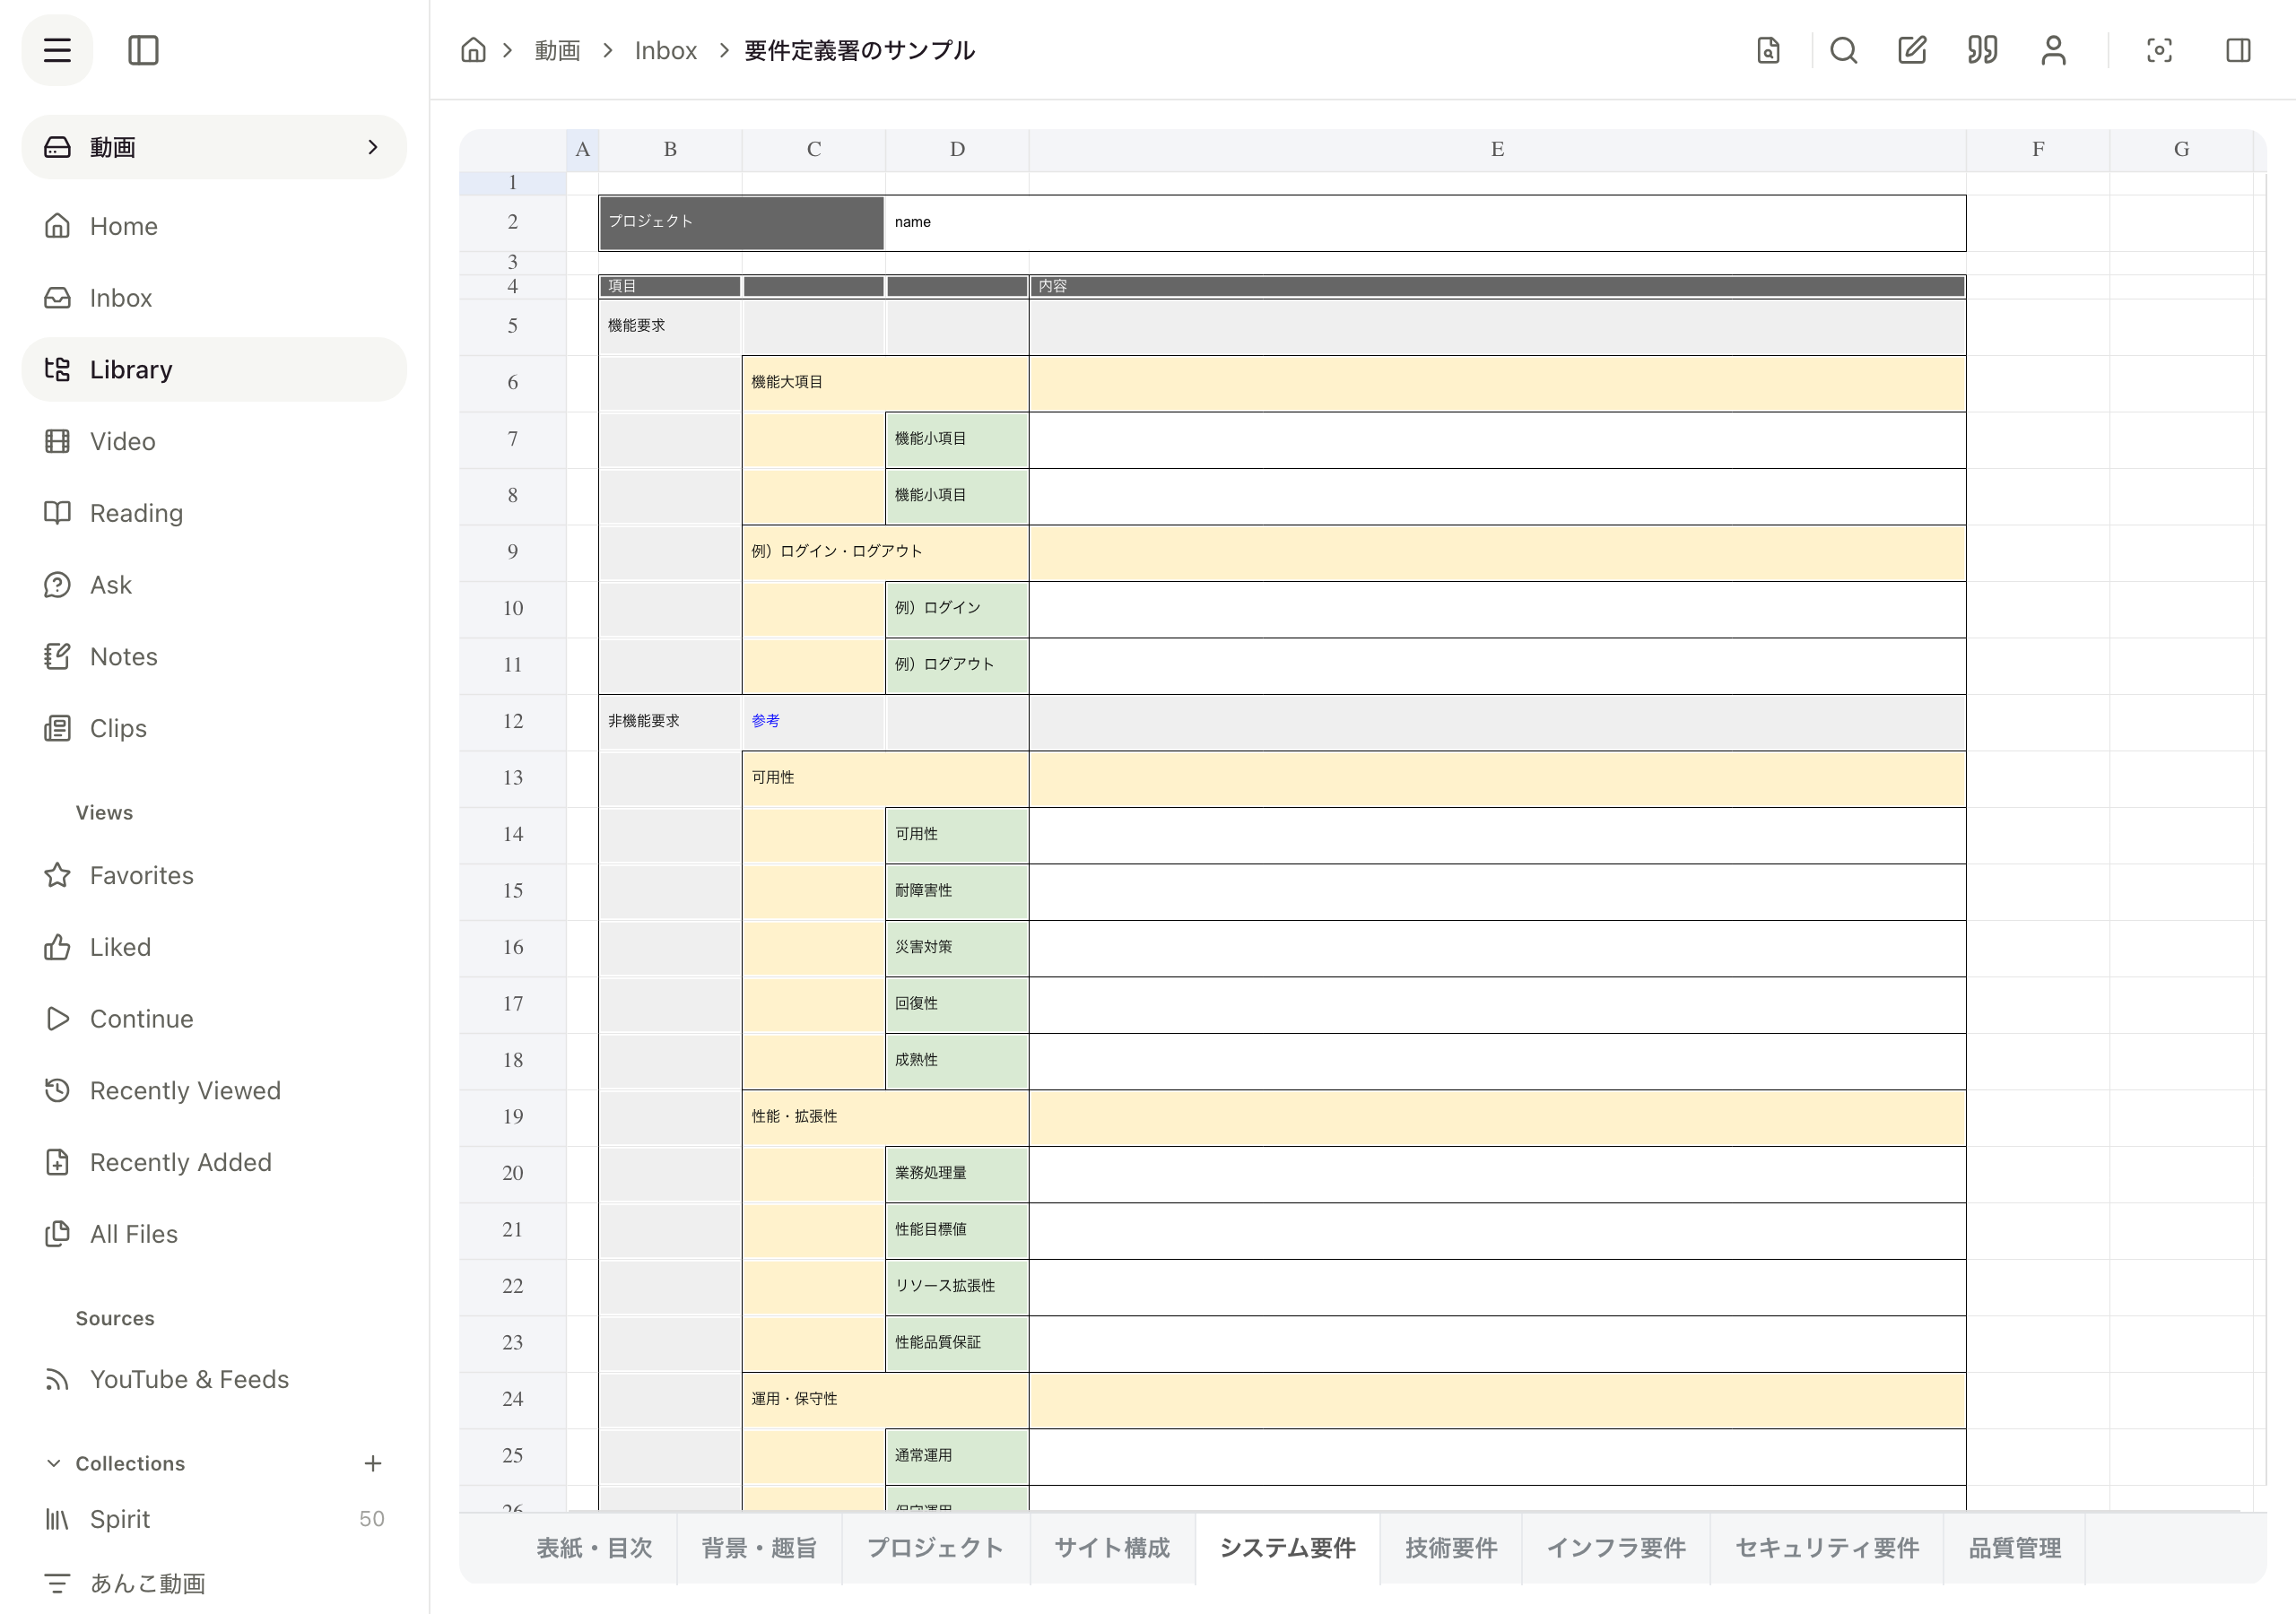 動画 > Inbox > 要件定義署のサンプル
動画
Home
Inbox
Library
Video
Reading
Ask
Notes
Clips
Views
Favorites
Liked
Continue
Recently Viewed
Recently Added
All Files
Sources
YouTube & Feeds
Collections
Spirit 50
あんこ動画
A B C D E F G
1
2 プロジェクト name
3
4 項目 内容
5 機能要求
6 機能大項目
7 機能小項目
8 機能小項目
9 例）ログイン・ログアウト
10 例）ログイン
11 例）ログアウト
12 非機能要求 参考
13 可用性
14 可用性
15 耐障害性
16 災害対策
17 回復性
18 成熟性
19 性能・拡張性
20 業務処理量
21 性能目標値
22 リソース拡張性
23 性能品質保証
24 運用・保守性
25 通常運用
26 保守運用
表紙・目次 背景・趣旨 プロジェクト サイト構成 システム要件 技術要件 インフラ要件 セキュリティ要件 品質管理